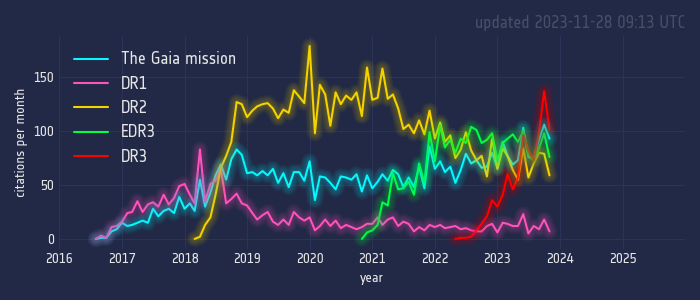 updated 2023-11-28 09:13 UTC
citations per month
150
100
50
0
The Gaia mission
DR1
DR2
EDR3
DR3
2016 2017 2018 2019 2020 2021 2022 2023 2024 2025
year